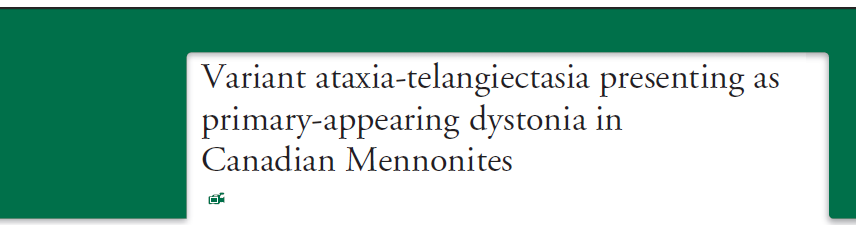 Variant ataxia-telangiectasia presenting as
primary-appearing dystonia in
Canadian Mennonites